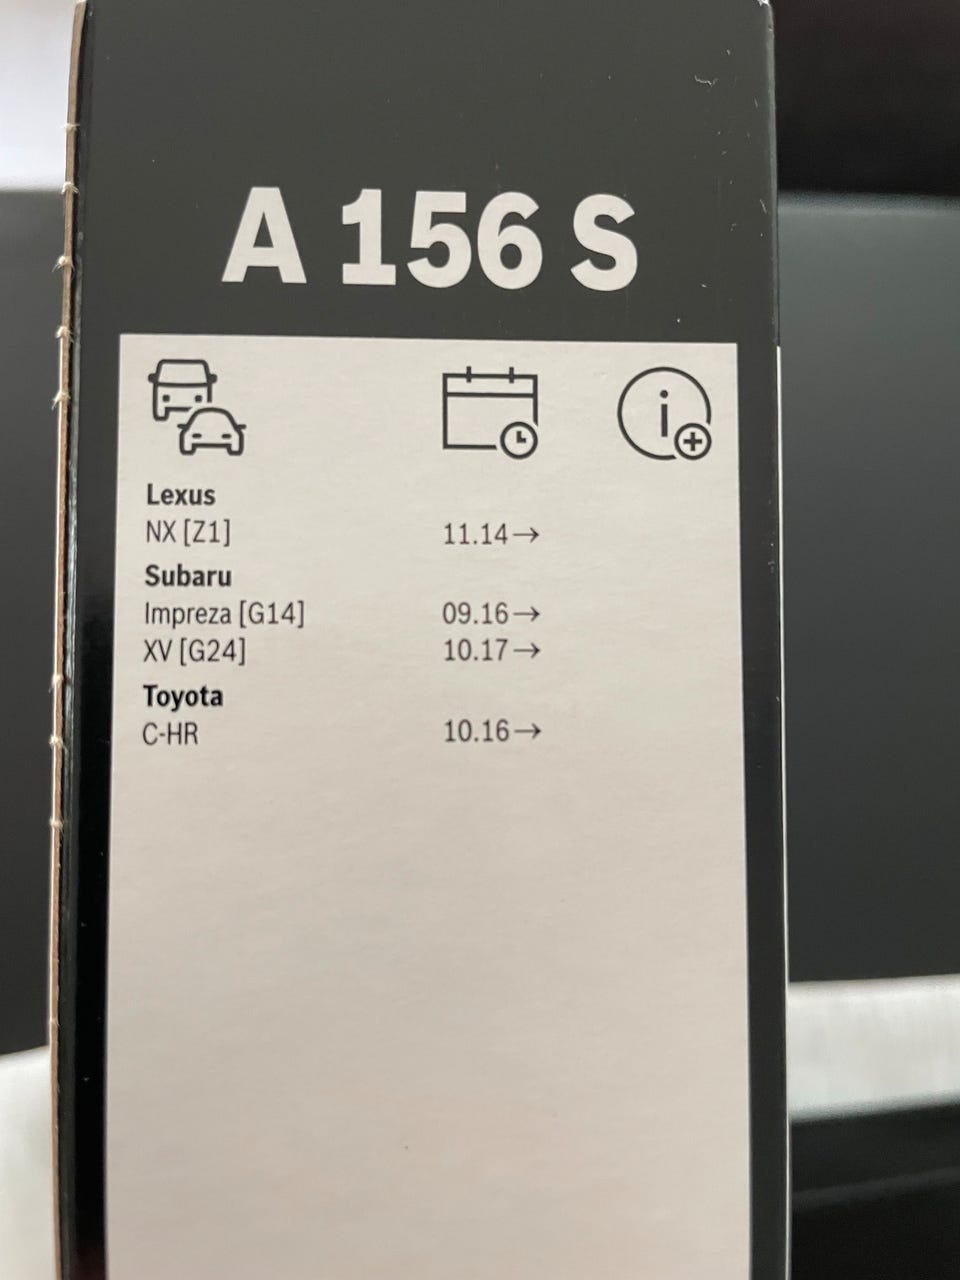 A 156 S
Lexus
NX [Z1] 11.14→
Subaru
Impreza [G14] 09.16→
XV [G24] 10.17→
Toyota
C-HR 10.16→